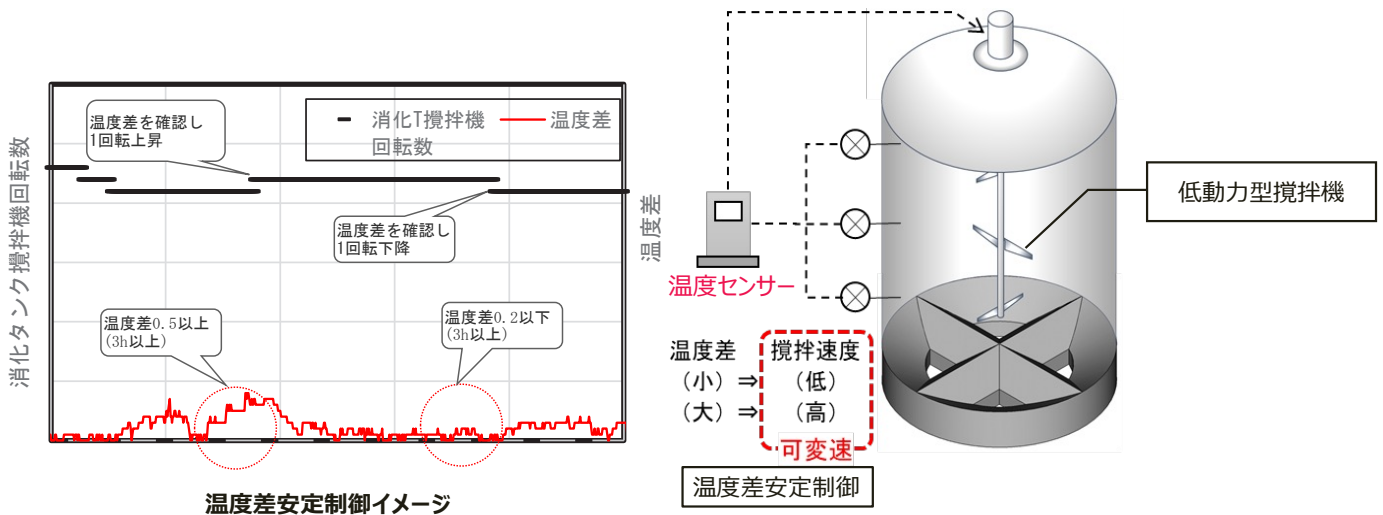 消化タンク攪拌機回転数
温度差を確認し
1回転上昇
消化T攪拌機
回転数
温度差
温度差を確認し
1回転下降
温度差0.5以上
(3h以上)
温度差0.2以下
(3h以上)
温度差
温度差安定制御イメージ
温度センサー
低動力型撹拌機
温度差 撹拌速度
（小）⇒（低）
（大）⇒（高）
可変速
温度差安定制御